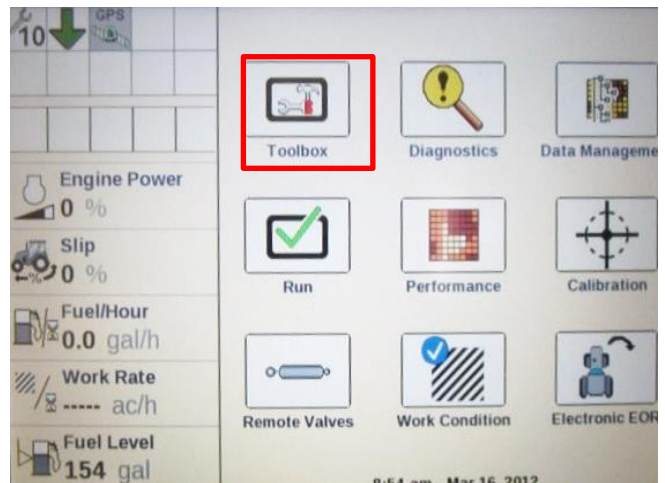 10
GPS
Toolbox
Diagnostics
Data Manageme
Engine Power
0 %
Slip
0 %
Run
Performance
Calibration
Fuel/Hour
0.0 gal/h
Work Rate
----- ac/h
Remote Valves
Work Condition
Electronic EOR
Fuel Level
154 gal
8:54 am Mar 16, 2012